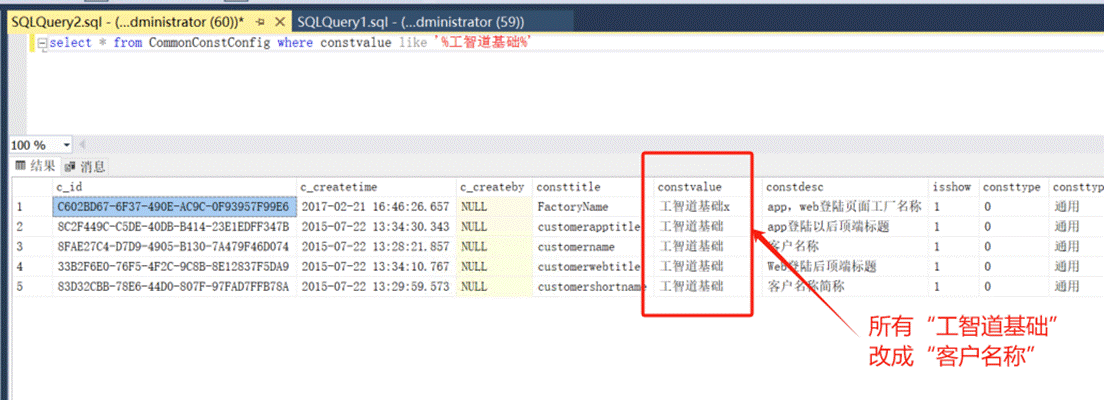 SQLQuery2.sql - (...dministrator (60))* SQLQuery1.sql - (...dministrator (59))
select * from CommonConstConfig where constvalue like '%工智道基础%'
100 %
结果 消息
c_id c_createtime c_createby consttitle constvalue constdesc isshow consttype consttyp
1 C602BD67-6F37-490E-AC9C-0F93957F99E6 2017-02-21 16:46:26.657 NULL FactoryName 工智道基础x app，web登陆页面工厂名称 1 0 通用
2 8C2F449C-C5DE-40DB-B414-23E1EDFF347B 2015-07-22 13:34:30.343 NULL customerapptitle 工智道基础 app登陆以后顶端标题 1 0 通用
3 8FAE27C4-D7D9-4905-B130-7A479F46D074 2015-07-22 13:28:21.857 NULL customername 工智道基础 客户名称 1 0 通用
4 33B2F6E0-76F5-4F2C-9C8B-8E12837F5DA9 2015-07-22 13:34:10.767 NULL customerwebtitle 工智道基础 Web登陆后顶端标题 1 0 通用
5 83D32CBB-78E6-44D0-807F-97FAD7FFB78A 2015-07-22 13:29:59.573 NULL customershortname 工智道基础 客户名称简称 1 0 通用
所有“工智道基础”
改成“客户名称”